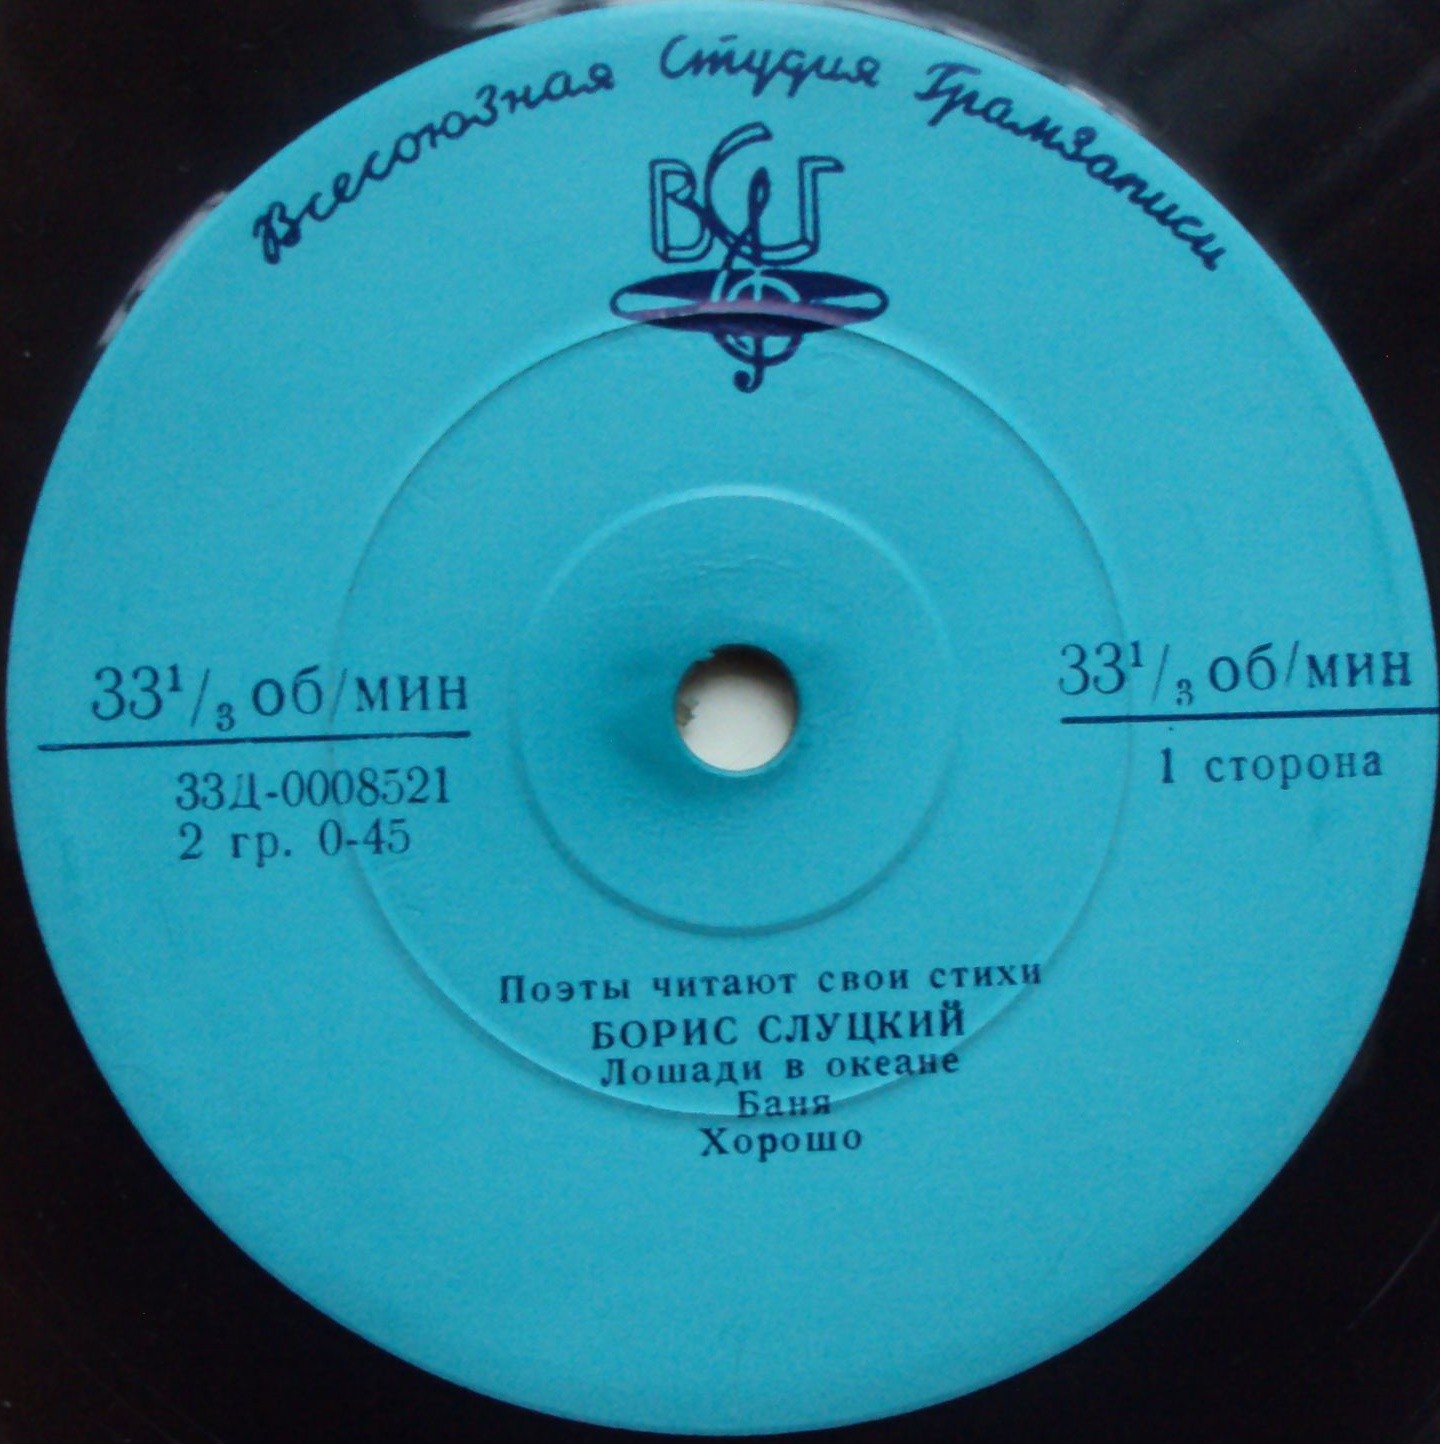 Всесоюзная Студия Грамзаписи
ВСГ
33¹/₃ об/мин
33Д-0008521
2 гр. 0-45
33¹/₃ об/мин
1 сторона
Поэты читают свои стихи
БОРИС СЛУЦКИЙ
Лошади в океане
Баня
Хорошо